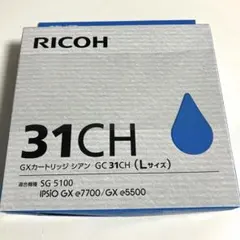 RICOH
31CH
GXカートリッジ シアン GC 31CH (Lサイズ)
適合機種
SG 5100
IPSiO GX e7700/GX e5500